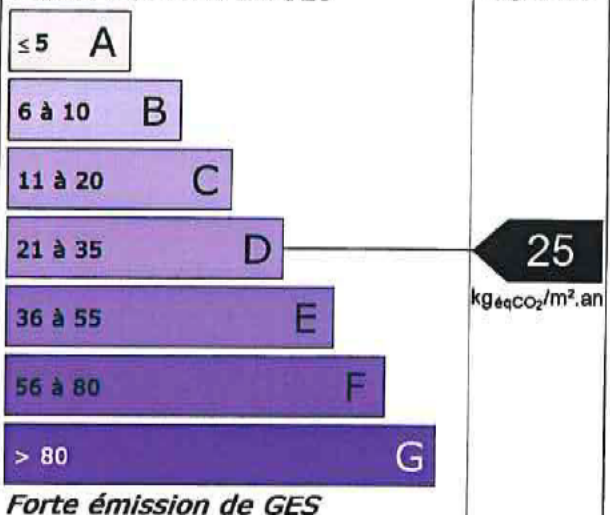 ≤ 5 A
6 à 10 B
11 à 20 C
21 à 35 D
25
kgéqCO₂/m².an
36 à 55 E
56 à 80 F
> 80 G
Forte émission de GES